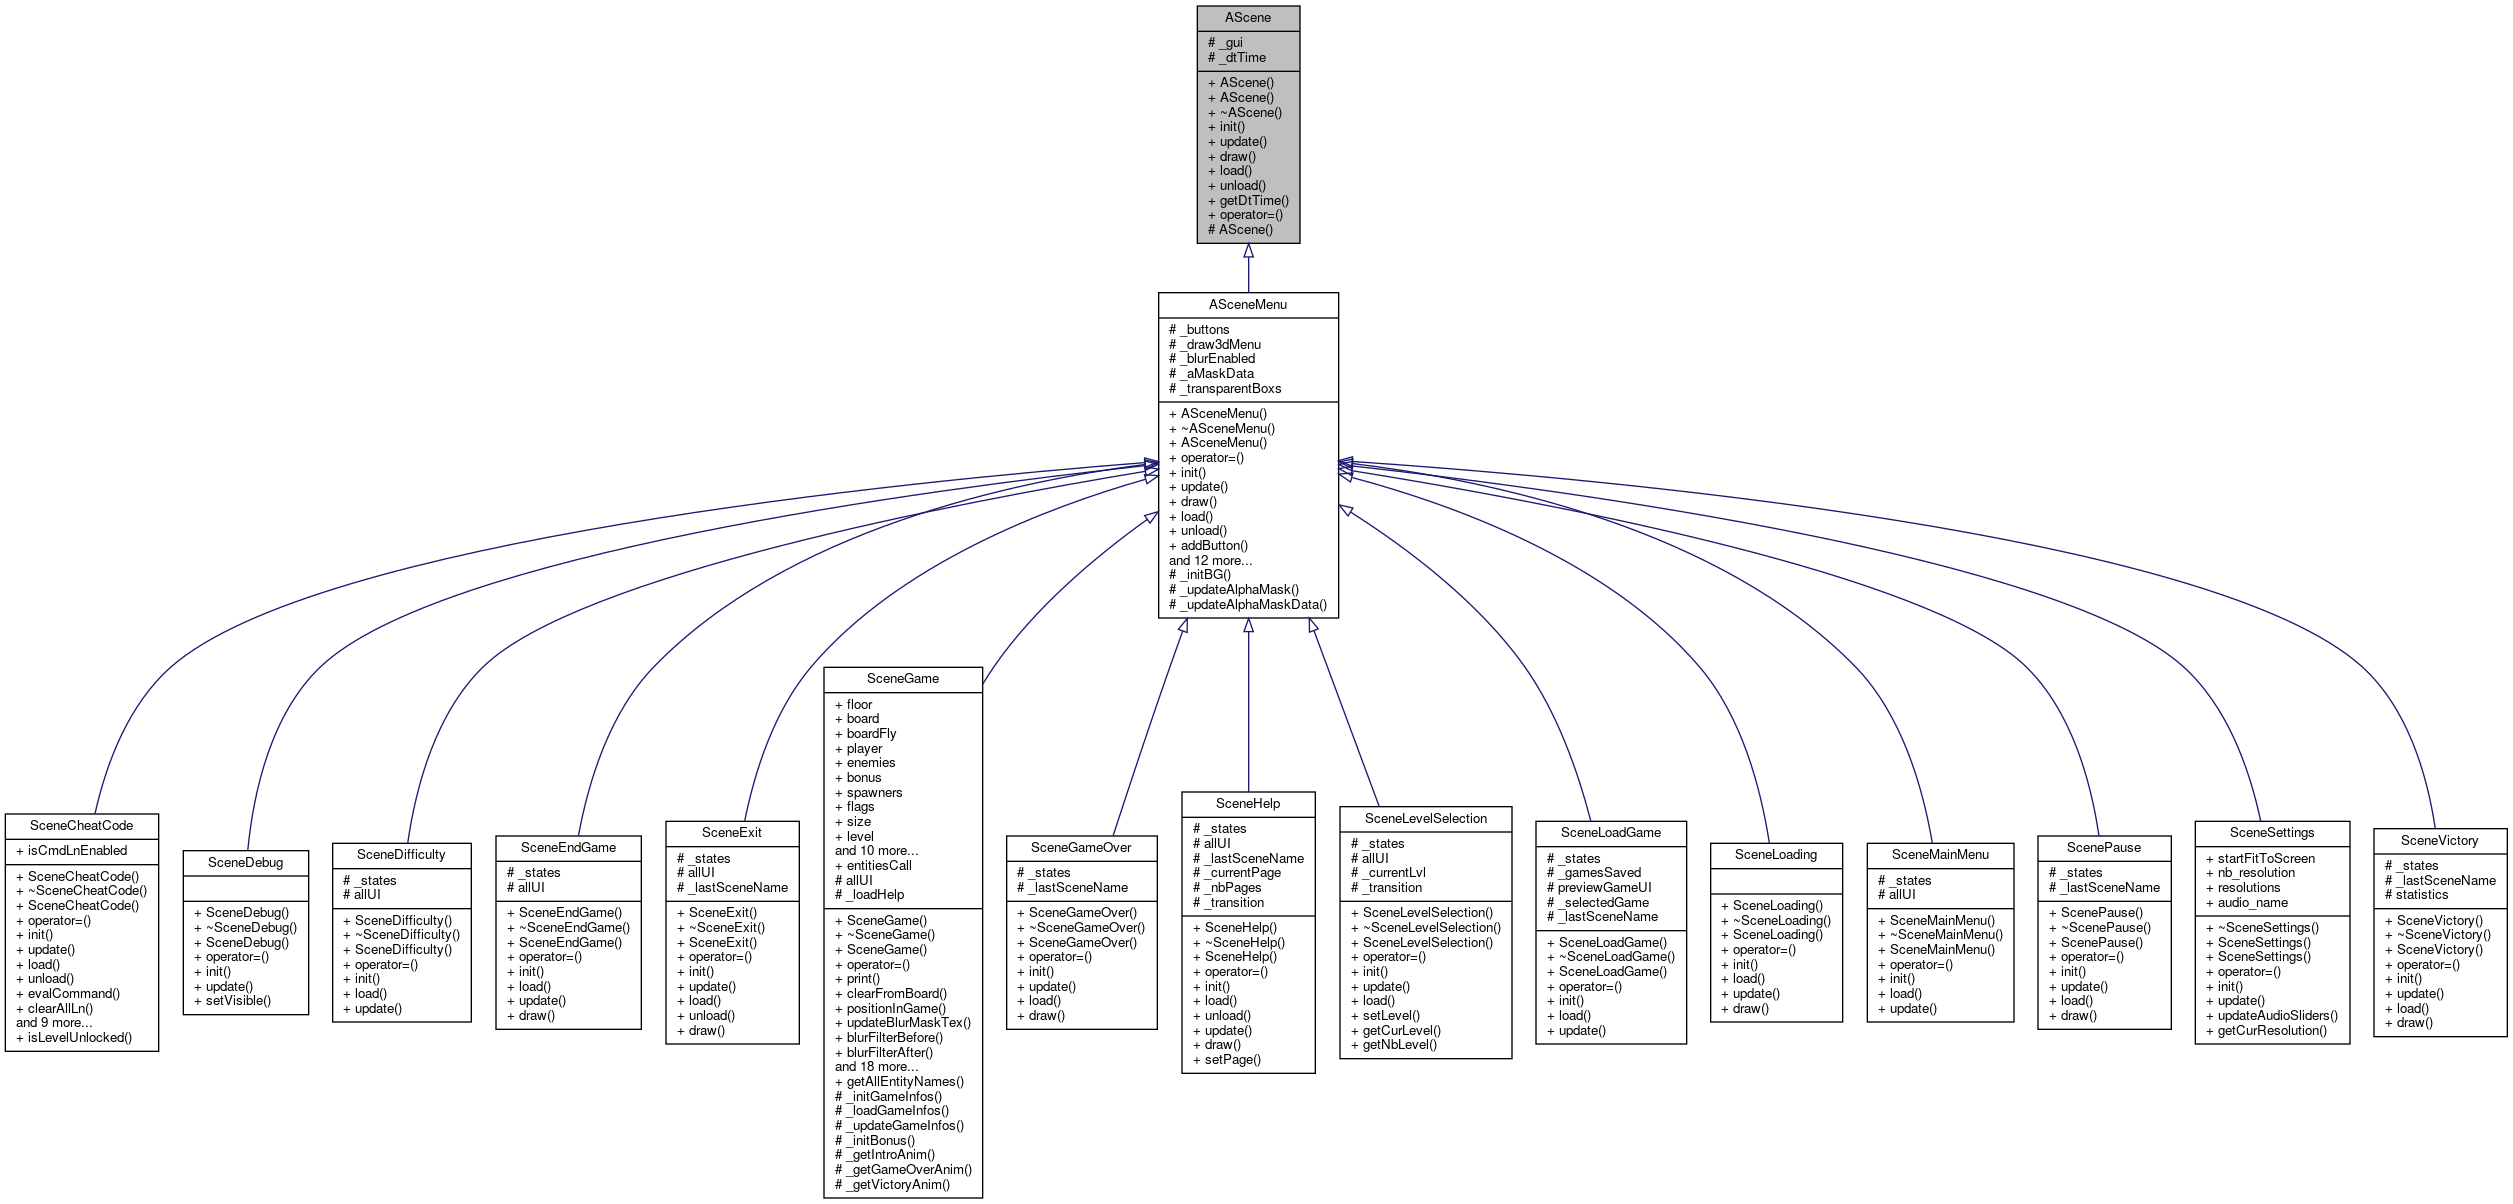 AScene
# _gui
# _dtTime
+ AScene()
+ AScene()
+ ~AScene()
+ init()
+ update()
+ draw()
+ load()
+ unload()
+ getDtTime()
+ operator=()
# AScene()
ASceneMenu
# _buttons
# _draw3dMenu
# _blurEnabled
# _aMaskData
# _transparentBoxs
+ ASceneMenu()
+ ~ASceneMenu()
+ ASceneMenu()
+ operator=()
+ init()
+ update()
+ draw()
+ load()
+ unload()
+ addButton()
and 12 more...
# _initBG()
# _updateAlphaMask()
# _updateAlphaMaskData()
SceneCheatCode
+ isCmdLnEnabled
+ SceneCheatCode()
+ ~SceneCheatCode()
+ SceneCheatCode()
+ operator=()
+ init()
+ update()
+ load()
+ unload()
+ evalCommand()
+ clearAllLn()
and 9 more...
+ isLevelUnlocked()
SceneDebug
+ SceneDebug()
+ ~SceneDebug()
+ SceneDebug()
+ operator=()
+ init()
+ update()
+ setVisible()
SceneDifficulty
# _states
# allUI
+ SceneDifficulty()
+ ~SceneDifficulty()
+ SceneDifficulty()
+ operator=()
+ init()
+ load()
+ update()
SceneEndGame
# _states
# allUI
+ SceneEndGame()
+ ~SceneEndGame()
+ SceneEndGame()
+ operator=()
+ init()
+ load()
+ update()
+ draw()
SceneExit
# _states
# allUI
# _lastSceneName
+ SceneExit()
+ ~SceneExit()
+ SceneExit()
+ operator=()
+ init()
+ update()
+ load()
+ unload()
+ draw()
SceneGame
+ floor
+ board
+ boardFly
+ player
+ enemies
+ bonus
+ spawners
+ flags
+ size
+ level
and 10 more...
+ entitiesCall
# allUI
# _loadHelp
+ SceneGame()
+ ~SceneGame()
+ SceneGame()
+ operator=()
+ print()
+ clearFromBoard()
+ positionInGame()
+ updateBlurMaskTex()
+ blurFilterBefore()
+ blurFilterAfter()
and 18 more...
+ getAllEntityNames()
# _initGameInfos()
# _loadGameInfos()
# _updateGameInfos()
# _initBonus()
# _getIntroAnim()
# _getGameOverAnim()
# _getVictoryAnim()
SceneGameOver
# _states
# _lastSceneName
+ SceneGameOver()
+ ~SceneGameOver()
+ SceneGameOver()
+ operator=()
+ init()
+ update()
+ load()
+ draw()
SceneHelp
# _states
# allUI
# _lastSceneName
# _currentPage
# _nbPages
# _transition
+ SceneHelp()
+ ~SceneHelp()
+ SceneHelp()
+ operator=()
+ init()
+ load()
+ unload()
+ update()
+ draw()
+ setPage()
SceneLevelSelection
# _states
# allUI
# _currentLvl
# _transition
+ SceneLevelSelection()
+ ~SceneLevelSelection()
+ SceneLevelSelection()
+ operator=()
+ init()
+ update()
+ load()
+ setLevel()
+ getCurLevel()
+ getNbLevel()
SceneLoadGame
# _states
# _gamesSaved
# previewGameUI
# _selectedGame
# _lastSceneName
+ SceneLoadGame()
+ ~SceneLoadGame()
+ SceneLoadGame()
+ operator=()
+ init()
+ load()
+ update()
SceneLoading
+ SceneLoading()
+ ~SceneLoading()
+ SceneLoading()
+ operator=()
+ init()
+ load()
+ update()
+ draw()
SceneMainMenu
# _states
# allUI
+ SceneMainMenu()
+ ~SceneMainMenu()
+ SceneMainMenu()
+ operator=()
+ init()
+ load()
+ update()
ScenePause
# _states
# _lastSceneName
+ ScenePause()
+ ~ScenePause()
+ ScenePause()
+ operator=()
+ init()
+ update()
+ load()
+ draw()
SceneSettings
+ startFitToScreen
+ nb_resolution
+ resolutions
+ audio_name
+ ~SceneSettings()
+ SceneSettings()
+ SceneSettings()
+ operator=()
+ init()
+ update()
+ updateAudioSliders()
+ getCurResolution()
SceneVictory
# _states
# _lastSceneName
# statistics
+ SceneVictory()
+ ~SceneVictory()
+ SceneVictory()
+ operator=()
+ init()
+ update()
+ load()
+ draw()